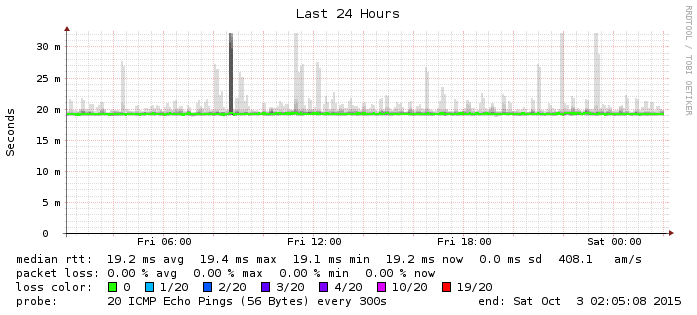 Last 24 Hours
RRDTOOL / TOBI OETIKER
Seconds
30 m
25 m
20 m
15 m
10 m
5 m
0
Fri 06:00 Fri 12:00 Fri 18:00 Sat 00:00
median rtt: 19.2 ms avg 19.4 ms max 19.1 ms min 19.2 ms now 0.0 ms sd 408.1 am/s
packet loss: 0.00 % avg 0.00 % max 0.00 % min 0.00 % now
loss color: 0 1/20 2/20 3/20 4/20 10/20 19/20
probe: 20 ICMP Echo Pings (56 Bytes) every 300s end: Sat Oct 3 02:05:08 2015